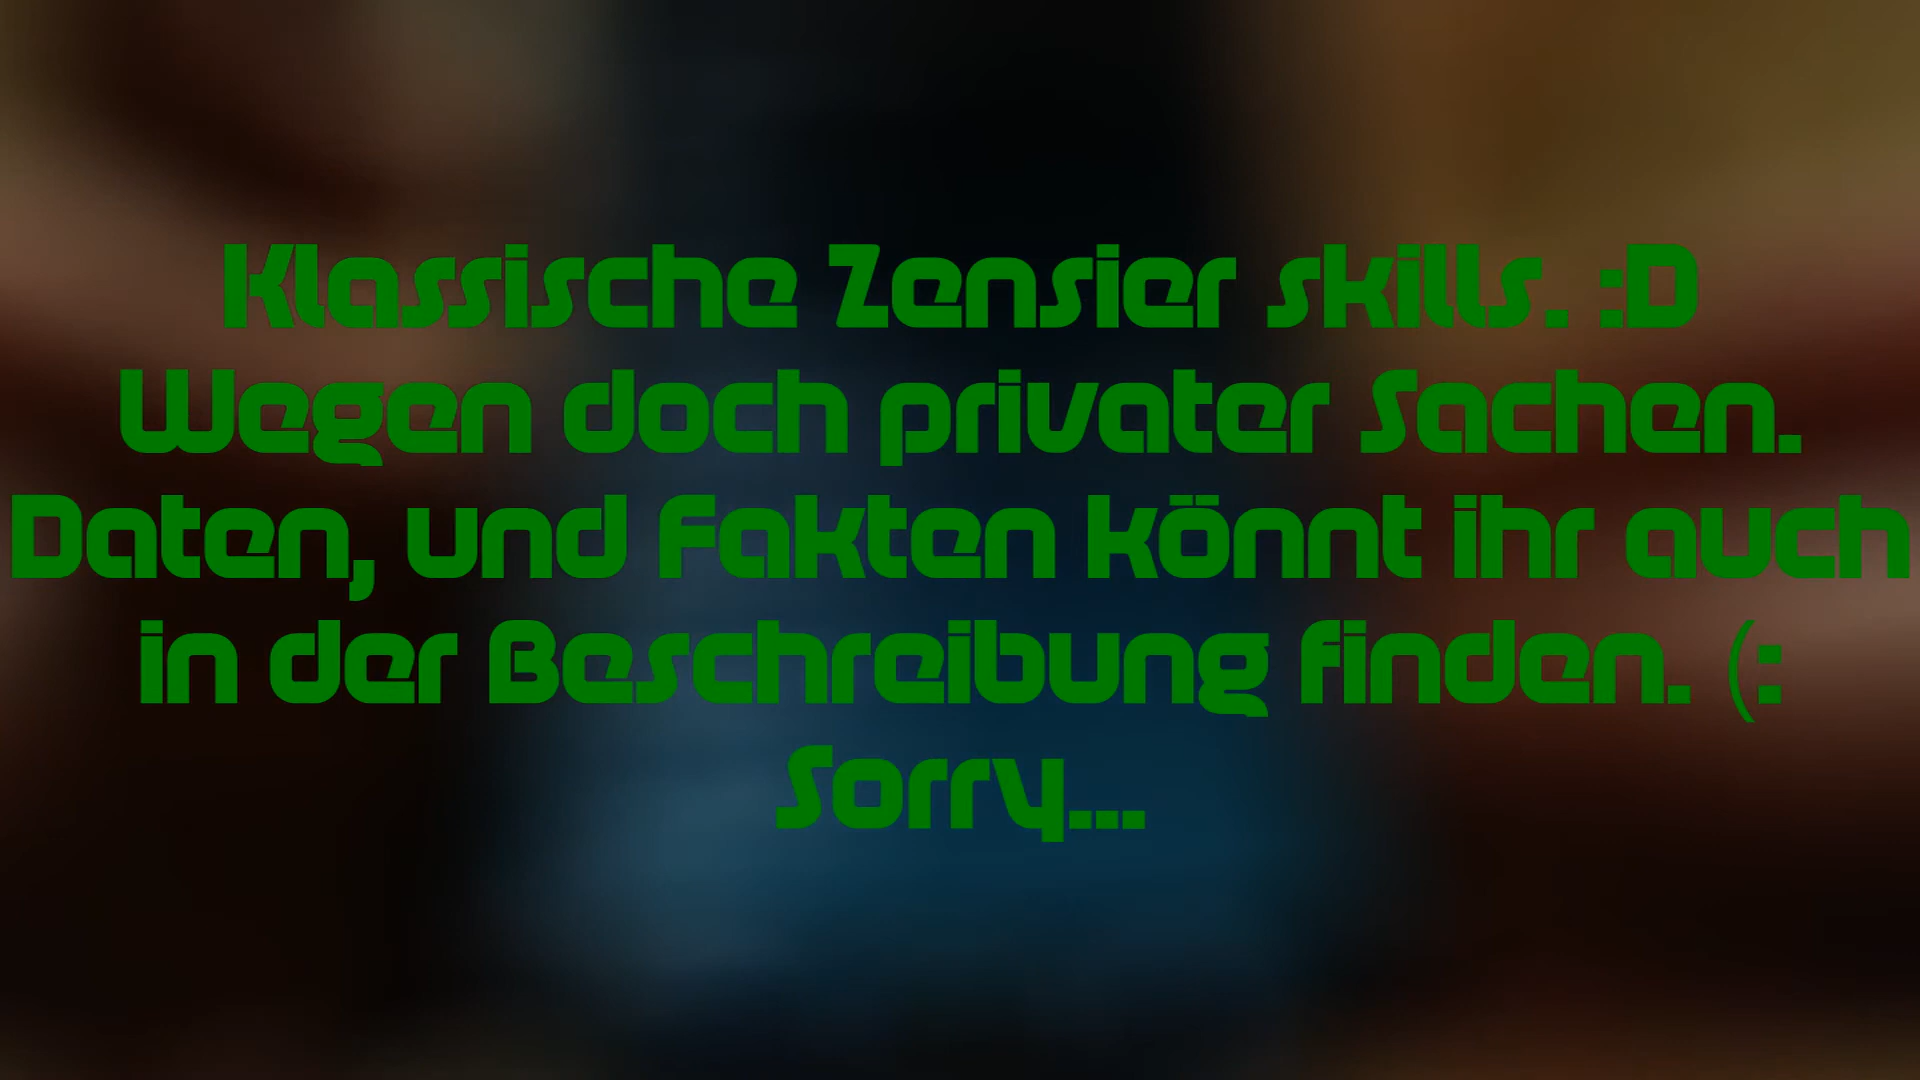 Klassische Zensier skills. :D
Wegen doch privater Sachen.
Daten, und Fakten könnt ihr auch
in der Beschreibung finden. (:
Sorry...